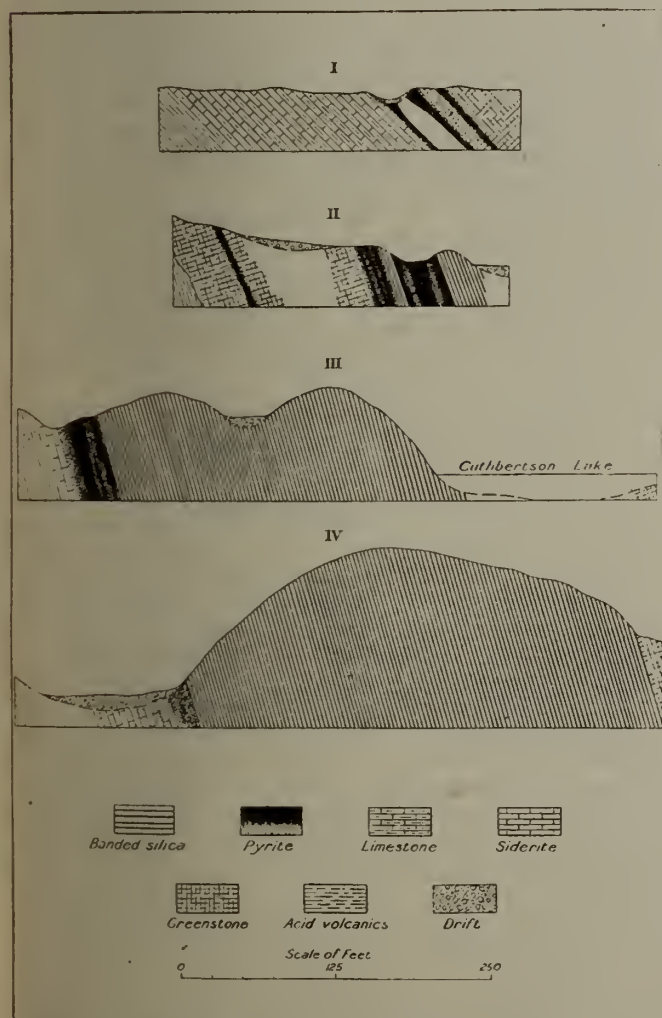 I
II
III
Cuthbertson Lake
IV
Banded silica Pyrite Limestone Siderite
Greenstone Acid volcanics Drift
Scale of Feet
0 125 250